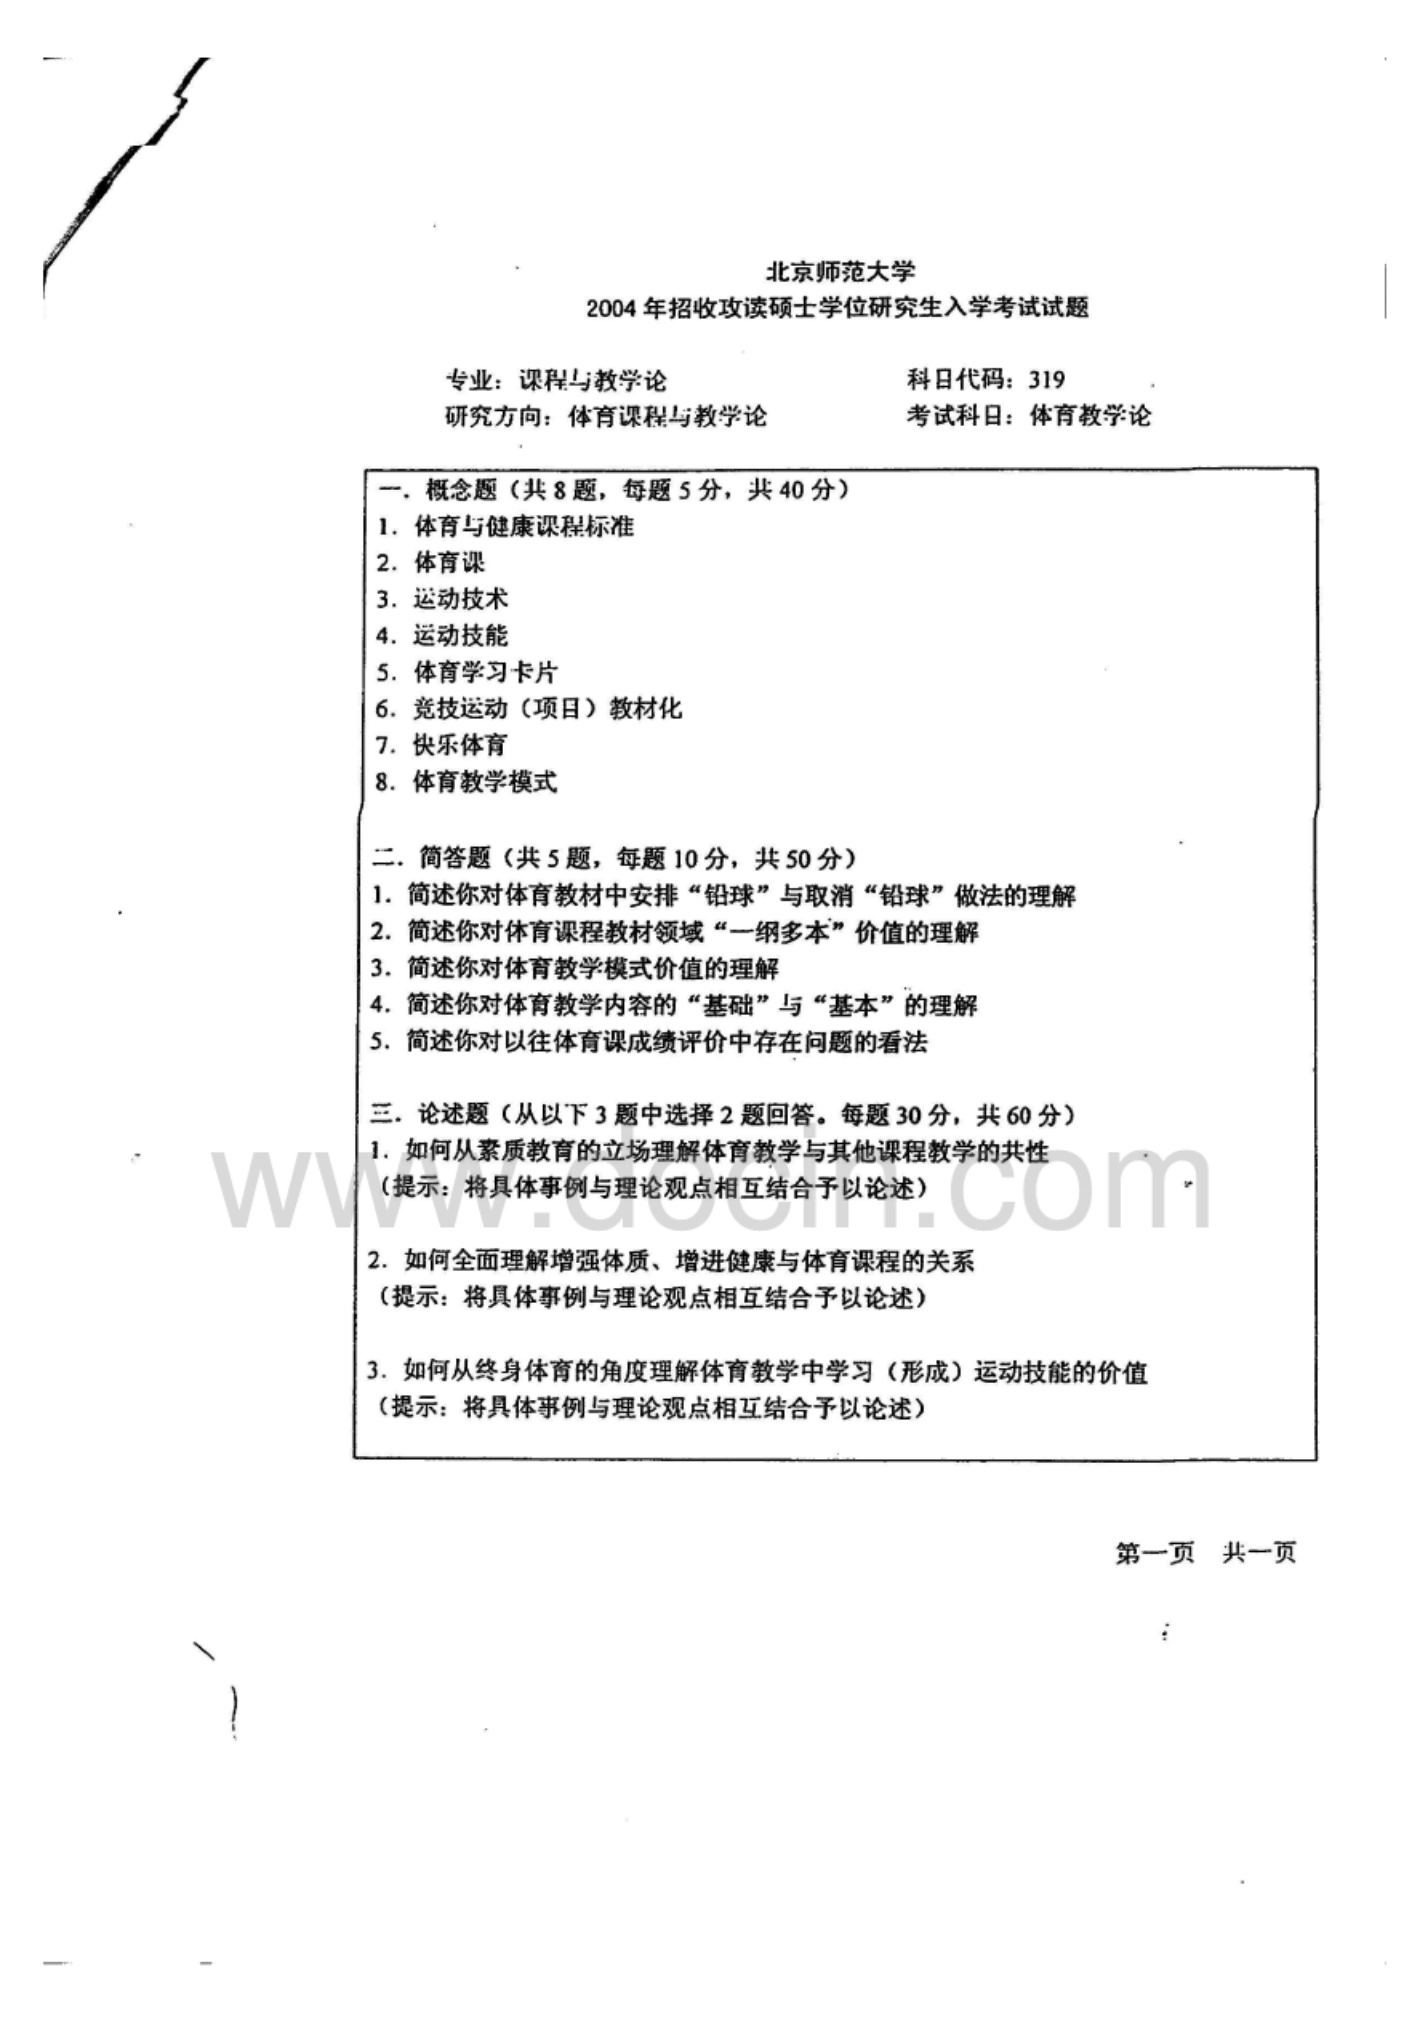 北京师范大学
2004 年招收攻读硕士学位研究生入学考试试题
专业：课程与教学论 科目代码：319
研究方向：体育课程与教学论 考试科目：体育教学论
一．概念题（共 8 题，每题 5 分，共 40 分）
1．体育与健康课程标准
2．体育课
3．运动技术
4．运动技能
5．体育学习卡片
6．竞技运动（项目）教材化
7．快乐体育
8．体育教学模式
二．简答题（共 5 题，每题 10 分，共 50 分）
1．简述你对体育教材中安排“铅球”与取消“铅球”做法的理解
2．简述你对体育课程教材领域“一纲多本”价值的理解
3．简述你对体育教学模式价值的理解
4．简述你对体育教学内容的“基础”与“基本”的理解
5．简述你对以往体育课成绩评价中存在问题的看法
三．论述题（从以下 3 题中选择 2 题回答。每题 30 分，共 60 分）
1．如何从素质教育的立场理解体育教学与其他课程教学的共性
（提示：将具体事例与理论观点相互结合予以论述）
www.docin.com
2．如何全面理解增强体质、增进健康与体育课程的关系
（提示：将具体事例与理论观点相互结合予以论述）
3．如何从终身体育的角度理解体育教学中学习（形成）运动技能的价值
（提示：将具体事例与理论观点相互结合予以论述）
第一页 共一页